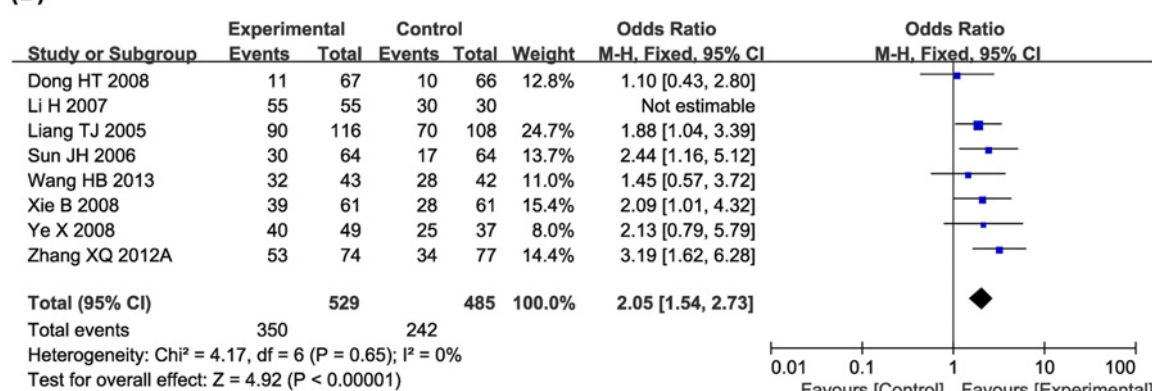 Experimental Control Odds Ratio Odds Ratio
Study or Subgroup Events Total Events Total Weight M-H, Fixed, 95% CI M-H, Fixed, 95% CI
Dong HT 2008 11 67 10 66 12.8% 1.10 [0.43, 2.80]
Li H 2007 55 55 30 30 Not estimable
Liang TJ 2005 90 116 70 108 24.7% 1.88 [1.04, 3.39]
Sun JH 2006 30 64 17 64 13.7% 2.44 [1.16, 5.12]
Wang HB 2013 32 43 28 42 11.0% 1.45 [0.57, 3.72]
Xie B 2008 39 61 28 61 15.4% 2.09 [1.01, 4.32]
Ye X 2008 40 49 25 37 8.0% 2.13 [0.79, 5.79]
Zhang XQ 2012A 53 74 34 77 14.4% 3.19 [1.62, 6.28]
Total (95% CI) 529 485 100.0% 2.05 [1.54, 2.73]
Total events 350 242
Heterogeneity: Chi² = 4.17, df = 6 (P = 0.65); I² = 0%
Test for overall effect: Z = 4.92 (P < 0.00001)
0.01 0.1 1 10 100
Favours [Control] Favours [Experimental]